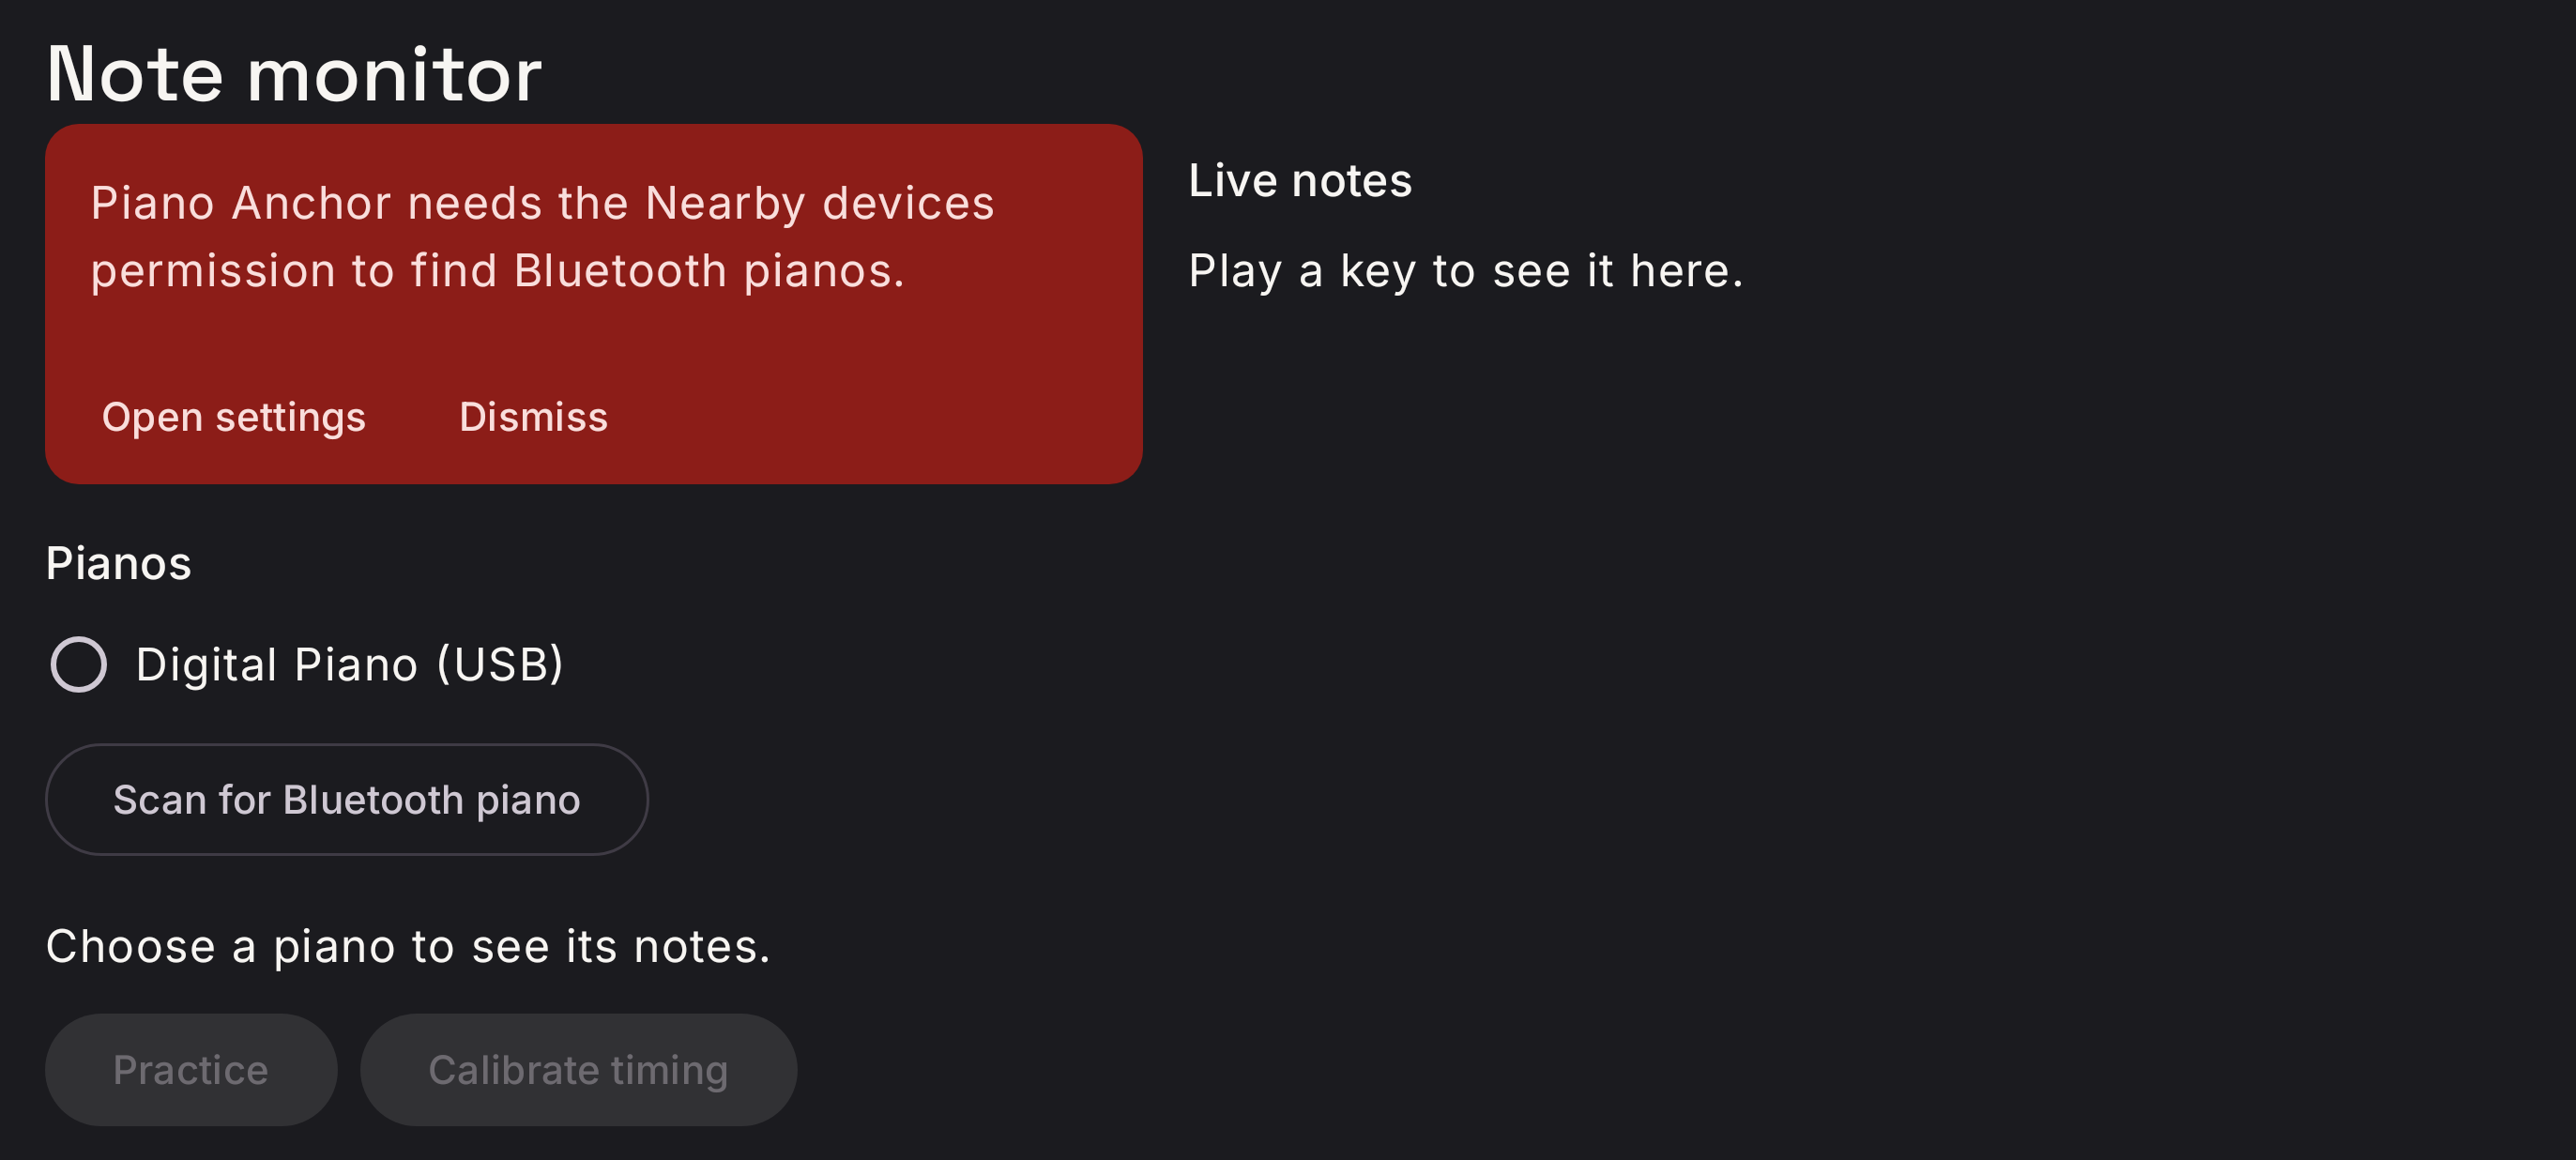 Note monitor
Piano Anchor needs the Nearby devices
permission to find Bluetooth pianos.
Open settings Dismiss
Pianos
Digital Piano (USB)
Scan for Bluetooth piano
Choose a piano to see its notes.
Practice Calibrate timing
Live notes
Play a key to see it here.